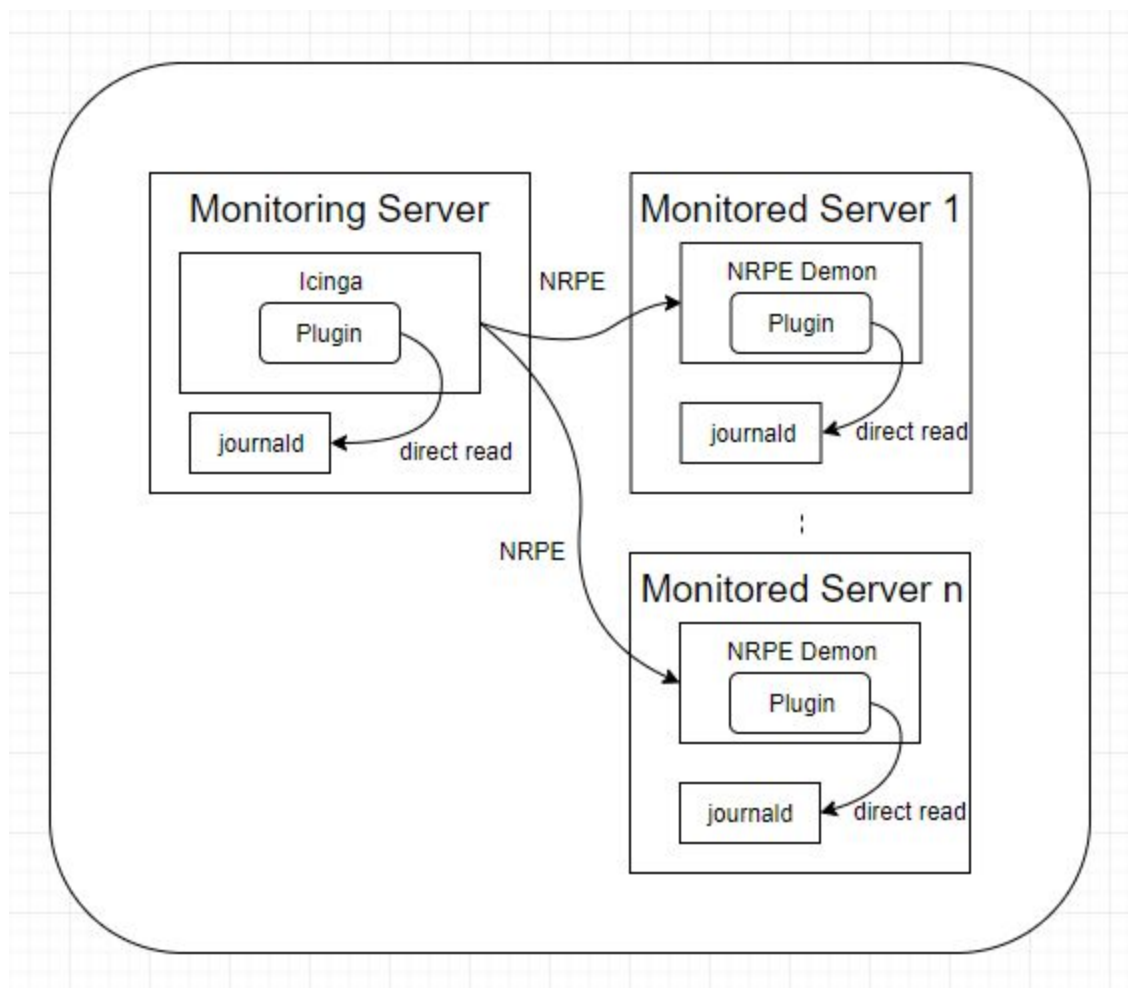 Monitoring Server
Icinga
Plugin
journald
direct read
NRPE
NRPE
Monitored Server 1
NRPE Demon
Plugin
journald
direct read
Monitored Server n
NRPE Demon
Plugin
journald
direct read